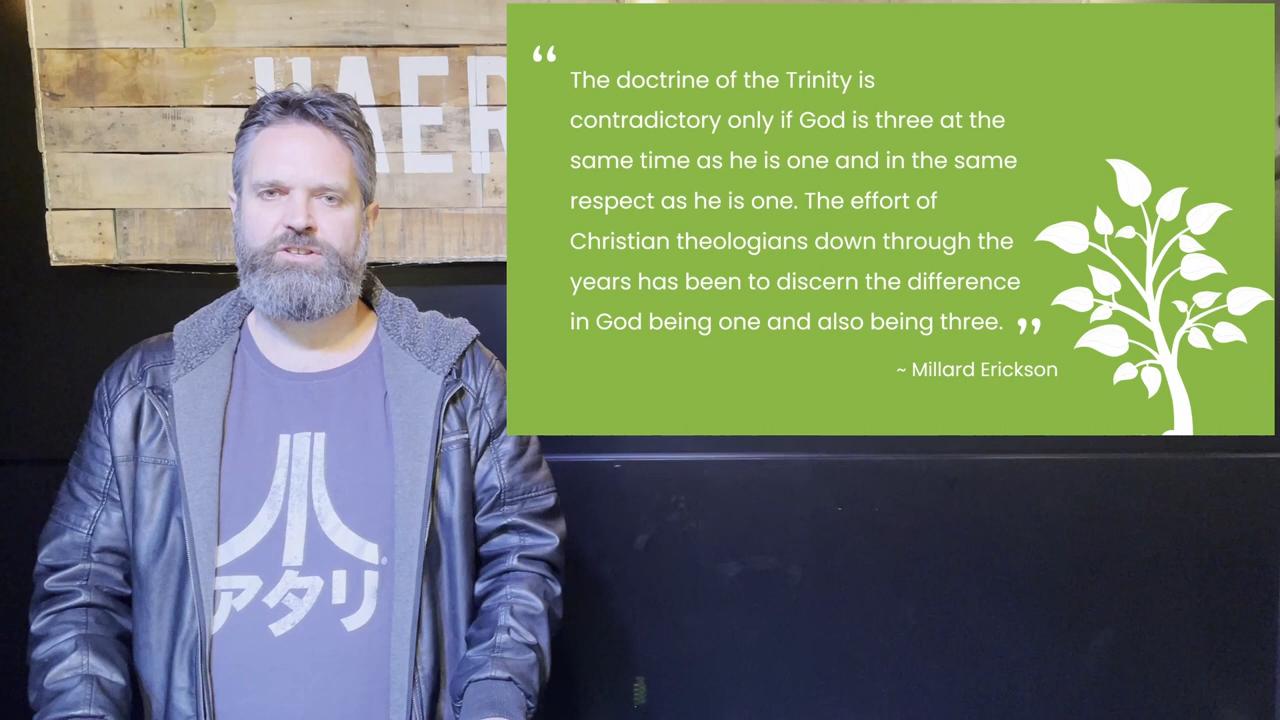 HAER
“
The doctrine of the Trinity is
contradictory only if God is three at the
same time as he is one and in the same
respect as he is one. The effort of
Christian theologians down through the
years has been to discern the difference
in God being one and also being three. ”
~ Millard Erickson
アタリ